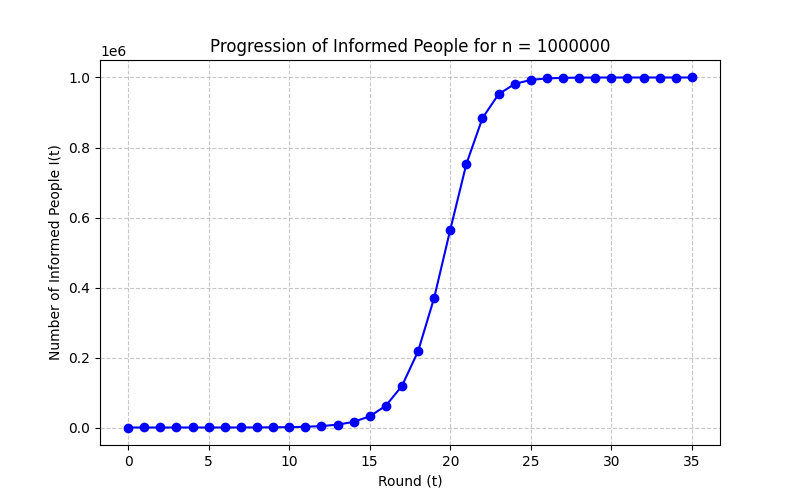 Progression of Informed People for n = 1000000
1e6
1.0
0.8
0.6
0.4
0.2
0.0
Number of Informed People I(t)
0 5 10 15 20 25 30 35
Round (t)